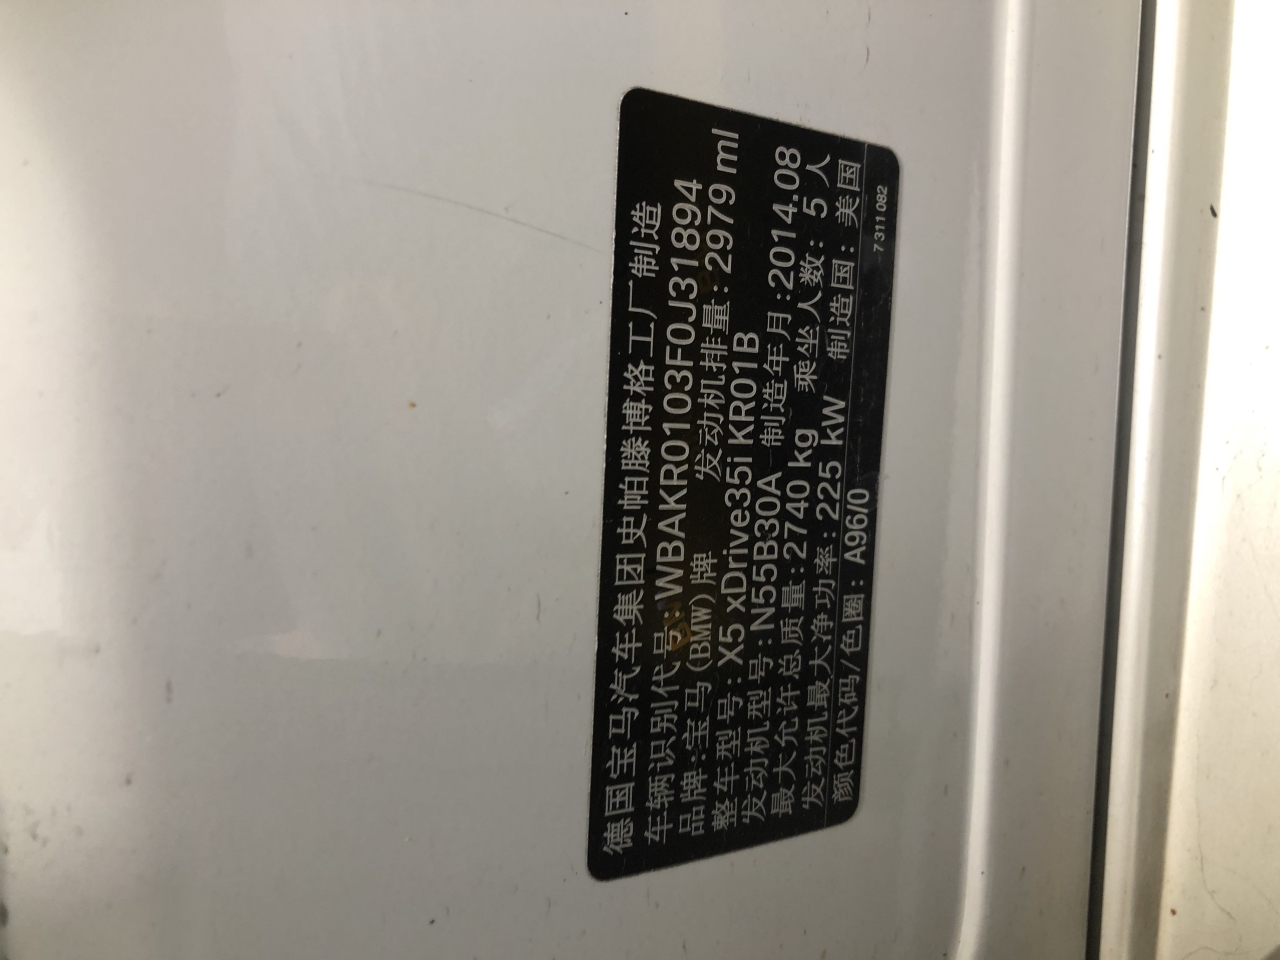 德国宝马汽车集团史帕滕博格工厂制造
车辆识别代号:WBAKR0103F0J31894
品牌:宝马(BMW)牌 发动机排量:2979 ml
整车型号:X5 xDrive35i KR01B
发动机型号:N55B30A 制造年月:2014.08
最大允许总质量:2740 kg 乘坐人数: 5 人
发动机最大净功率:225 kW 制造国: 美国
颜色代码/色圈: A96/0
7 311 082